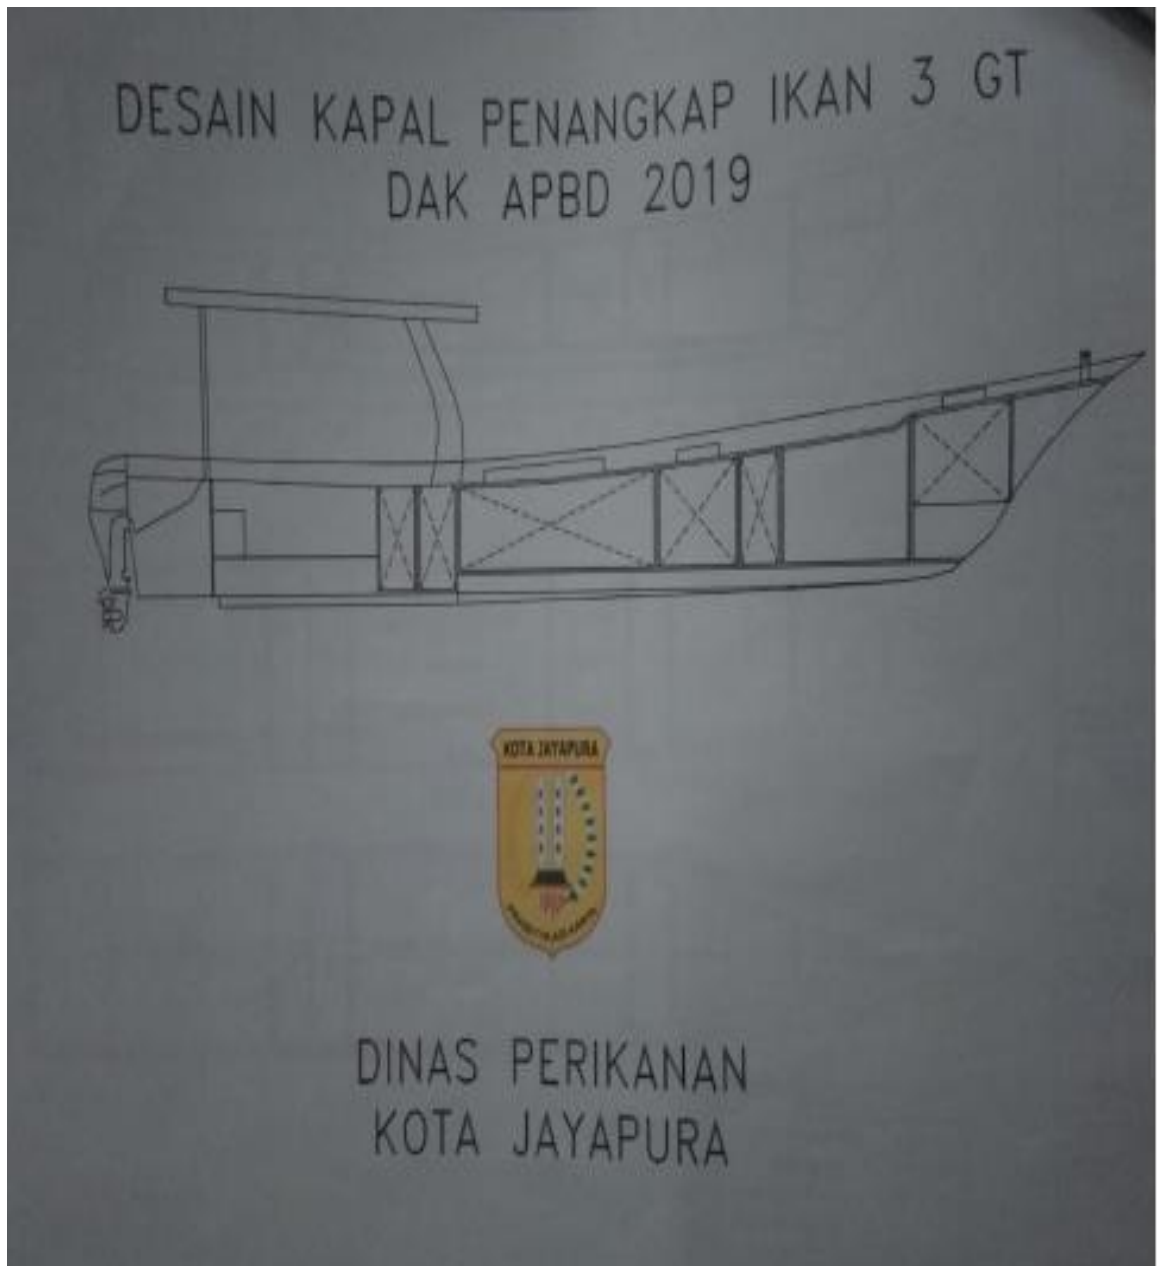 DESAIN KAPAL PENANGKAP IKAN 3 GT
DAK APBD 2019
KOTA JAYAPURA
DINAS PERIKANAN
KOTA JAYAPURA